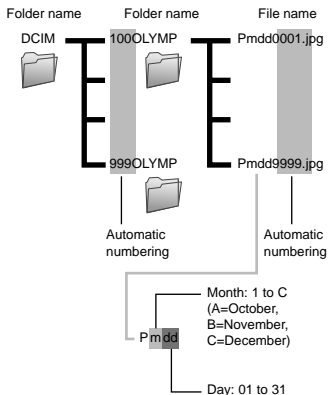 Folder name
Folder name
File name
DCIM
100OLYMP
Pmdd0001.jpg
999OLYMP
Pmdd9999.jpg
Automatic
numbering
Automatic
numbering
Month: 1 to C
(A=October,
B=November,
C=December)
Pmdd
Day: 01 to 31